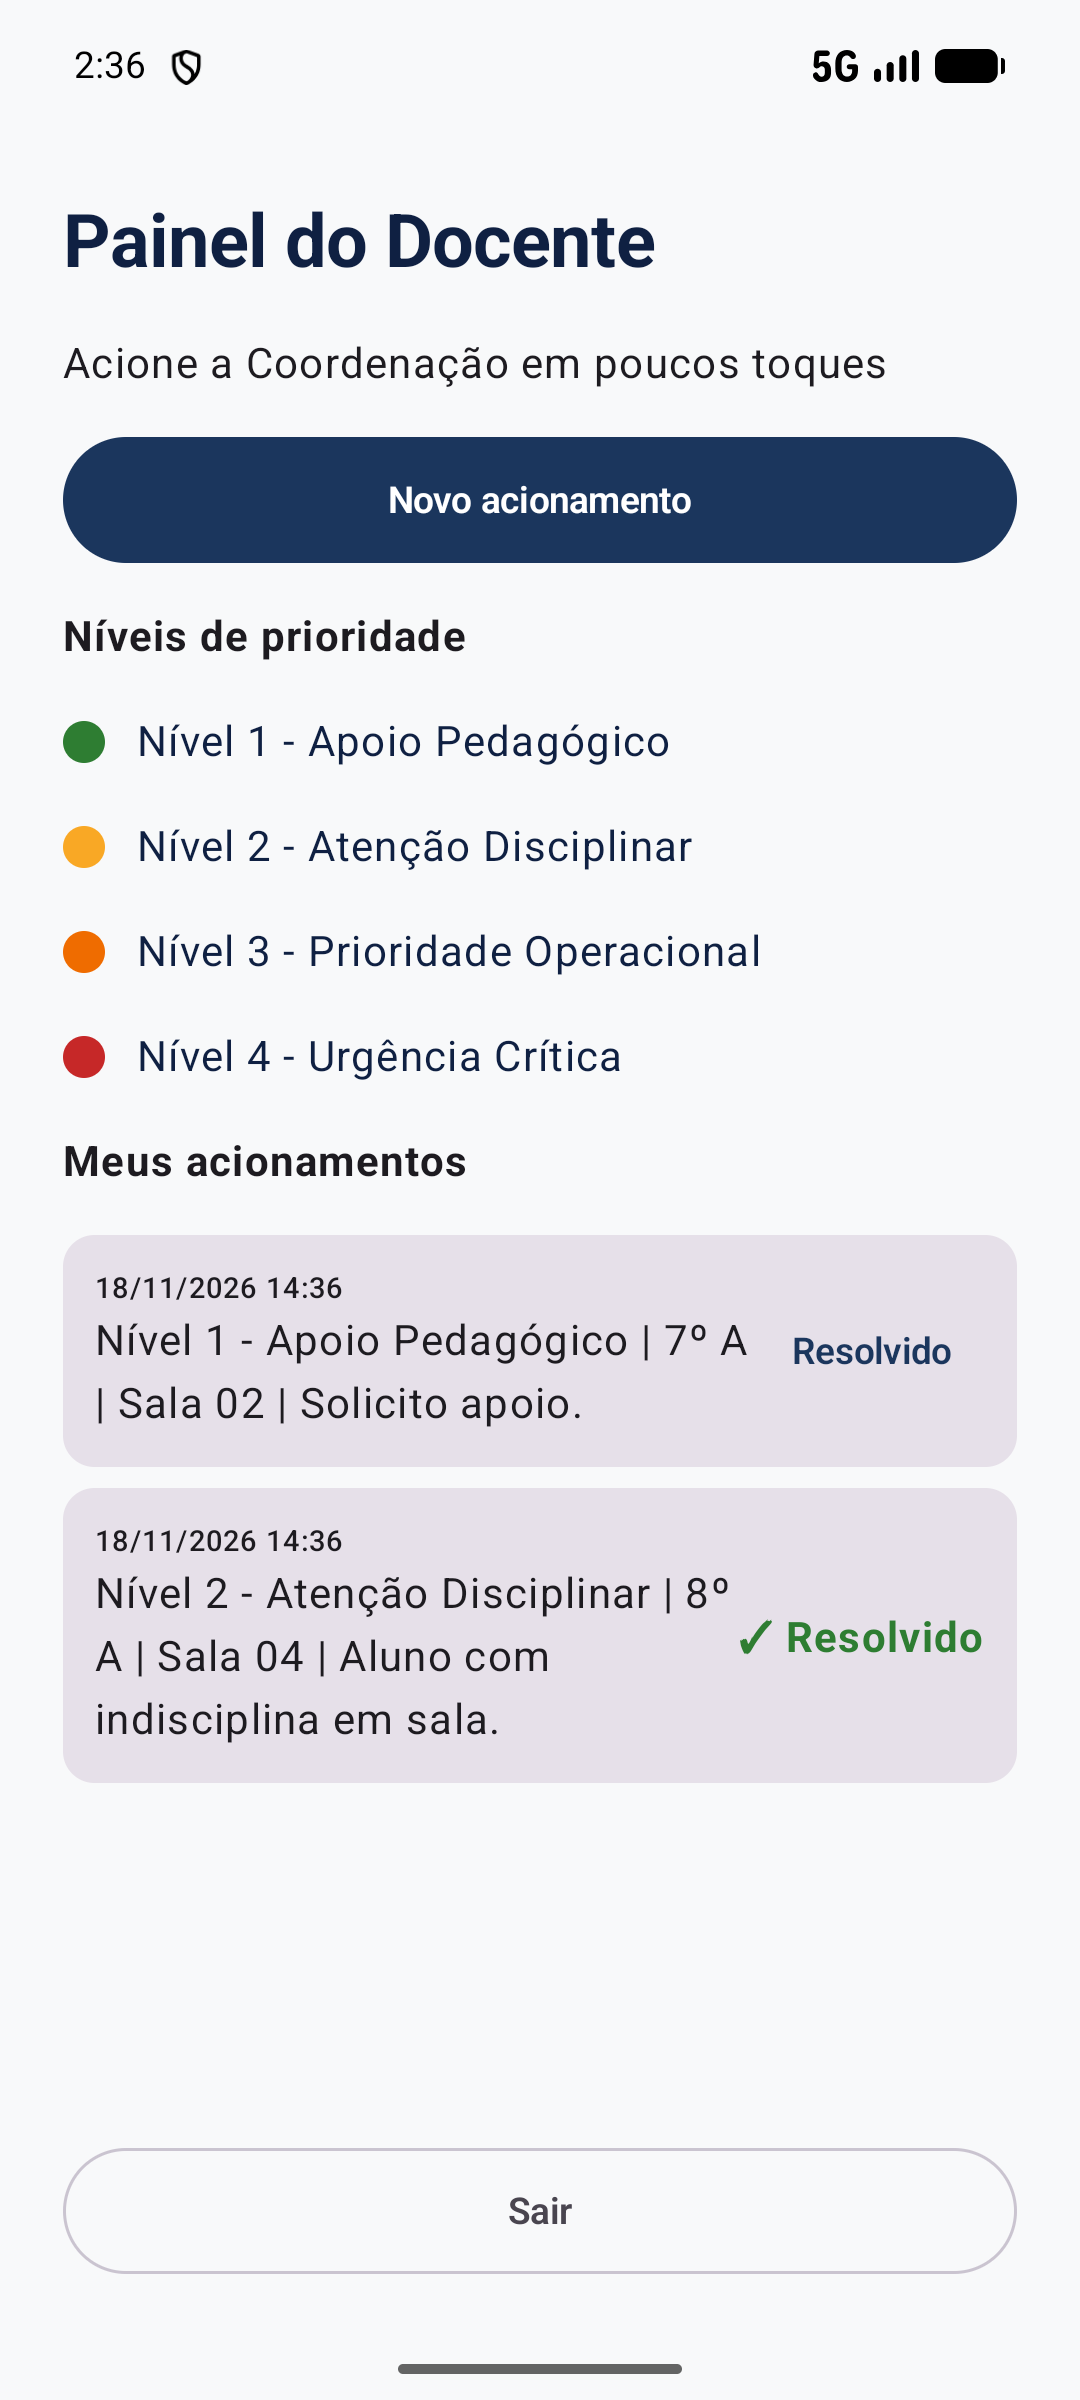 2:36
5G
Painel do Docente
Acione a Coordenação em poucos toques
Novo acionamento
Níveis de prioridade
Nível 1 - Apoio Pedagógico
Nível 2 - Atenção Disciplinar
Nível 3 - Prioridade Operacional
Nível 4 - Urgência Crítica
Meus acionamentos
18/11/2026 14:36
Nível 1 - Apoio Pedagógico | 7º A
| Sala 02 | Solicito apoio.
Resolvido
18/11/2026 14:36
Nível 2 - Atenção Disciplinar | 8º
A | Sala 04 | Aluno com
indisciplina em sala.
✓ Resolvido
Sair